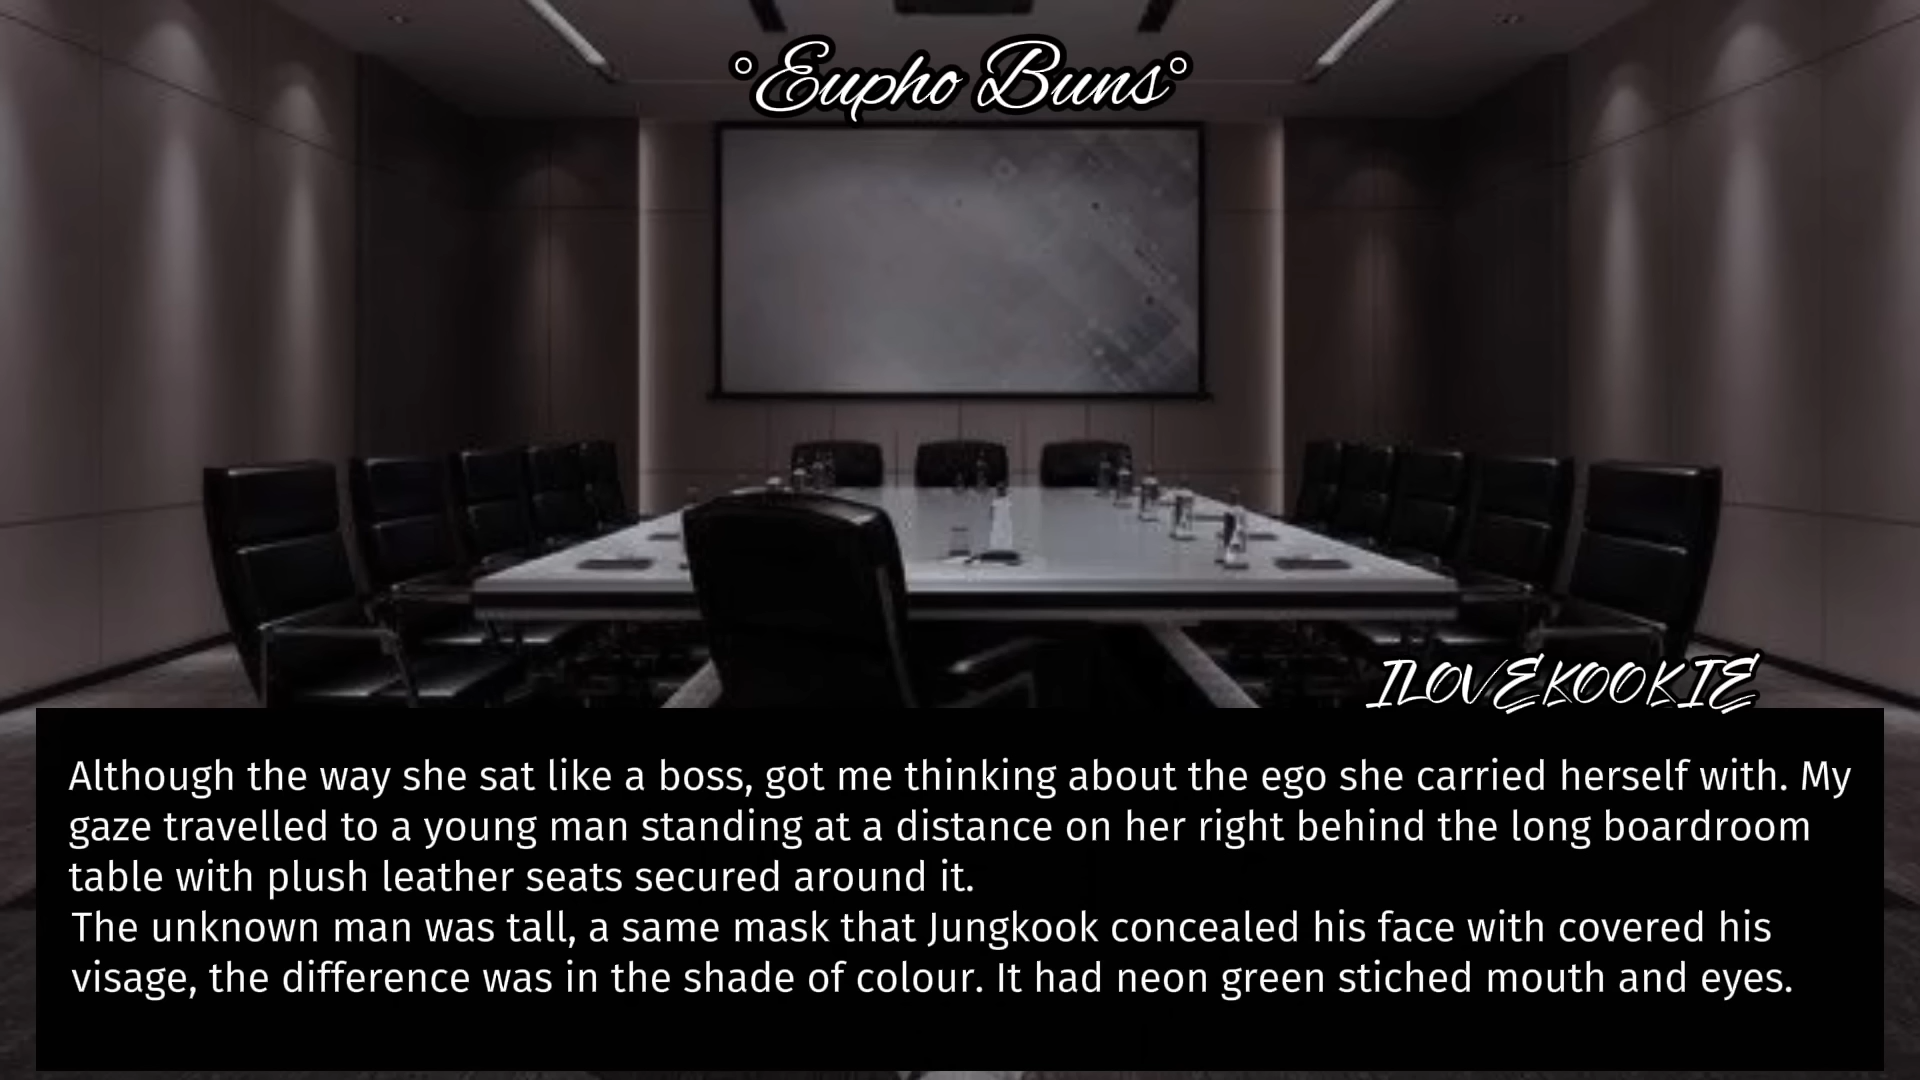 °Eupho Buns°
ILOVEKOOKIE
Although the way she sat like a boss, got me thinking about the ego she carried herself with. My
gaze travelled to a young man standing at a distance on her right behind the long boardroom
table with plush leather seats secured around it.
The unknown man was tall, a same mask that Jungkook concealed his face with covered his
visage, the difference was in the shade of colour. It had neon green stiched mouth and eyes.